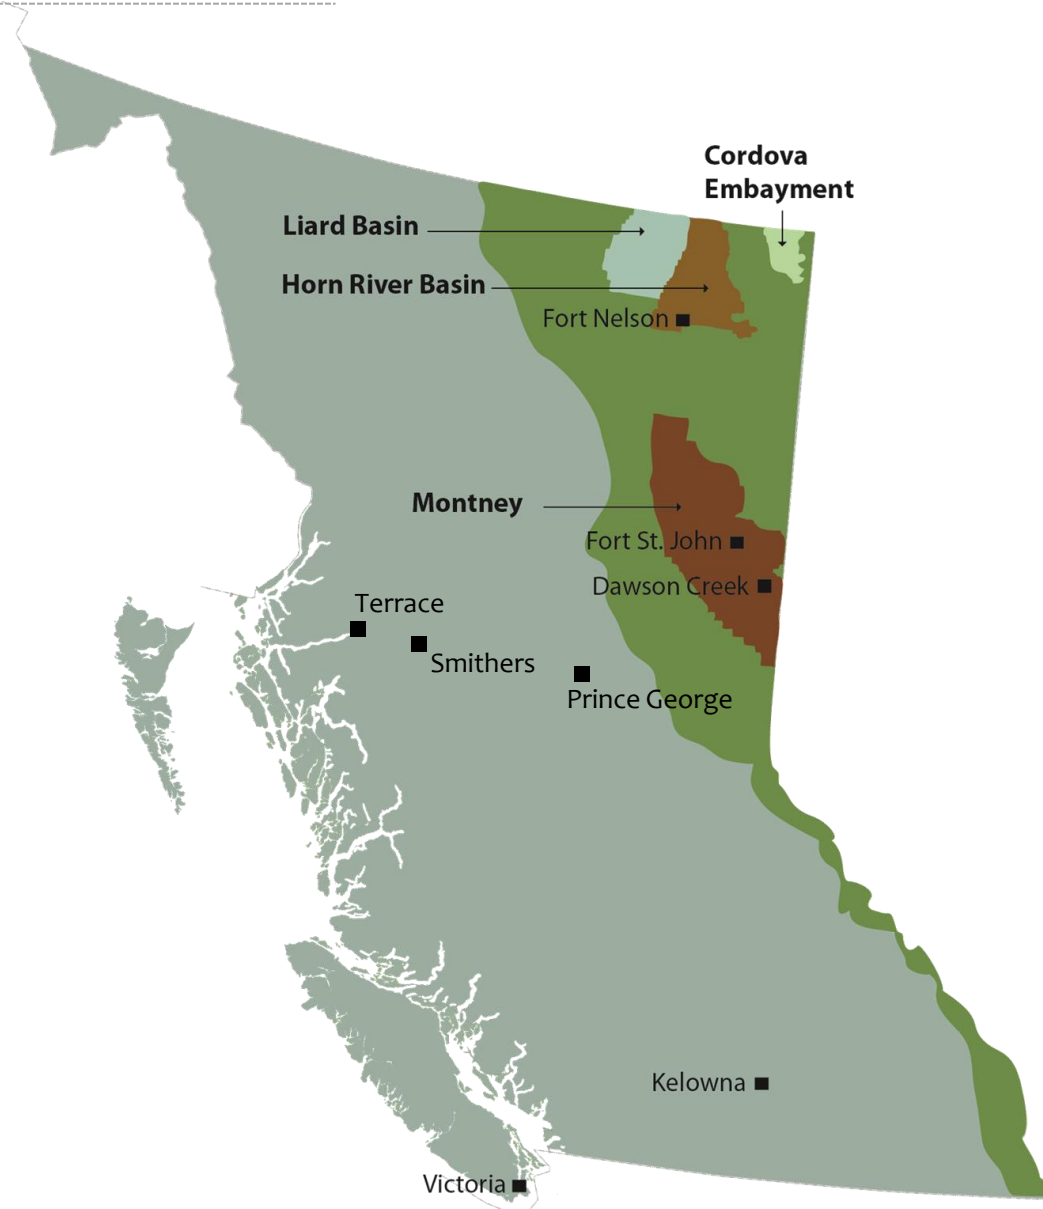 Cordova
Embayment
Liard Basin
Horn River Basin
Fort Nelson
Montney
Fort St. John
Dawson Creek
Terrace
Smithers
Prince George
Kelowna
Victoria